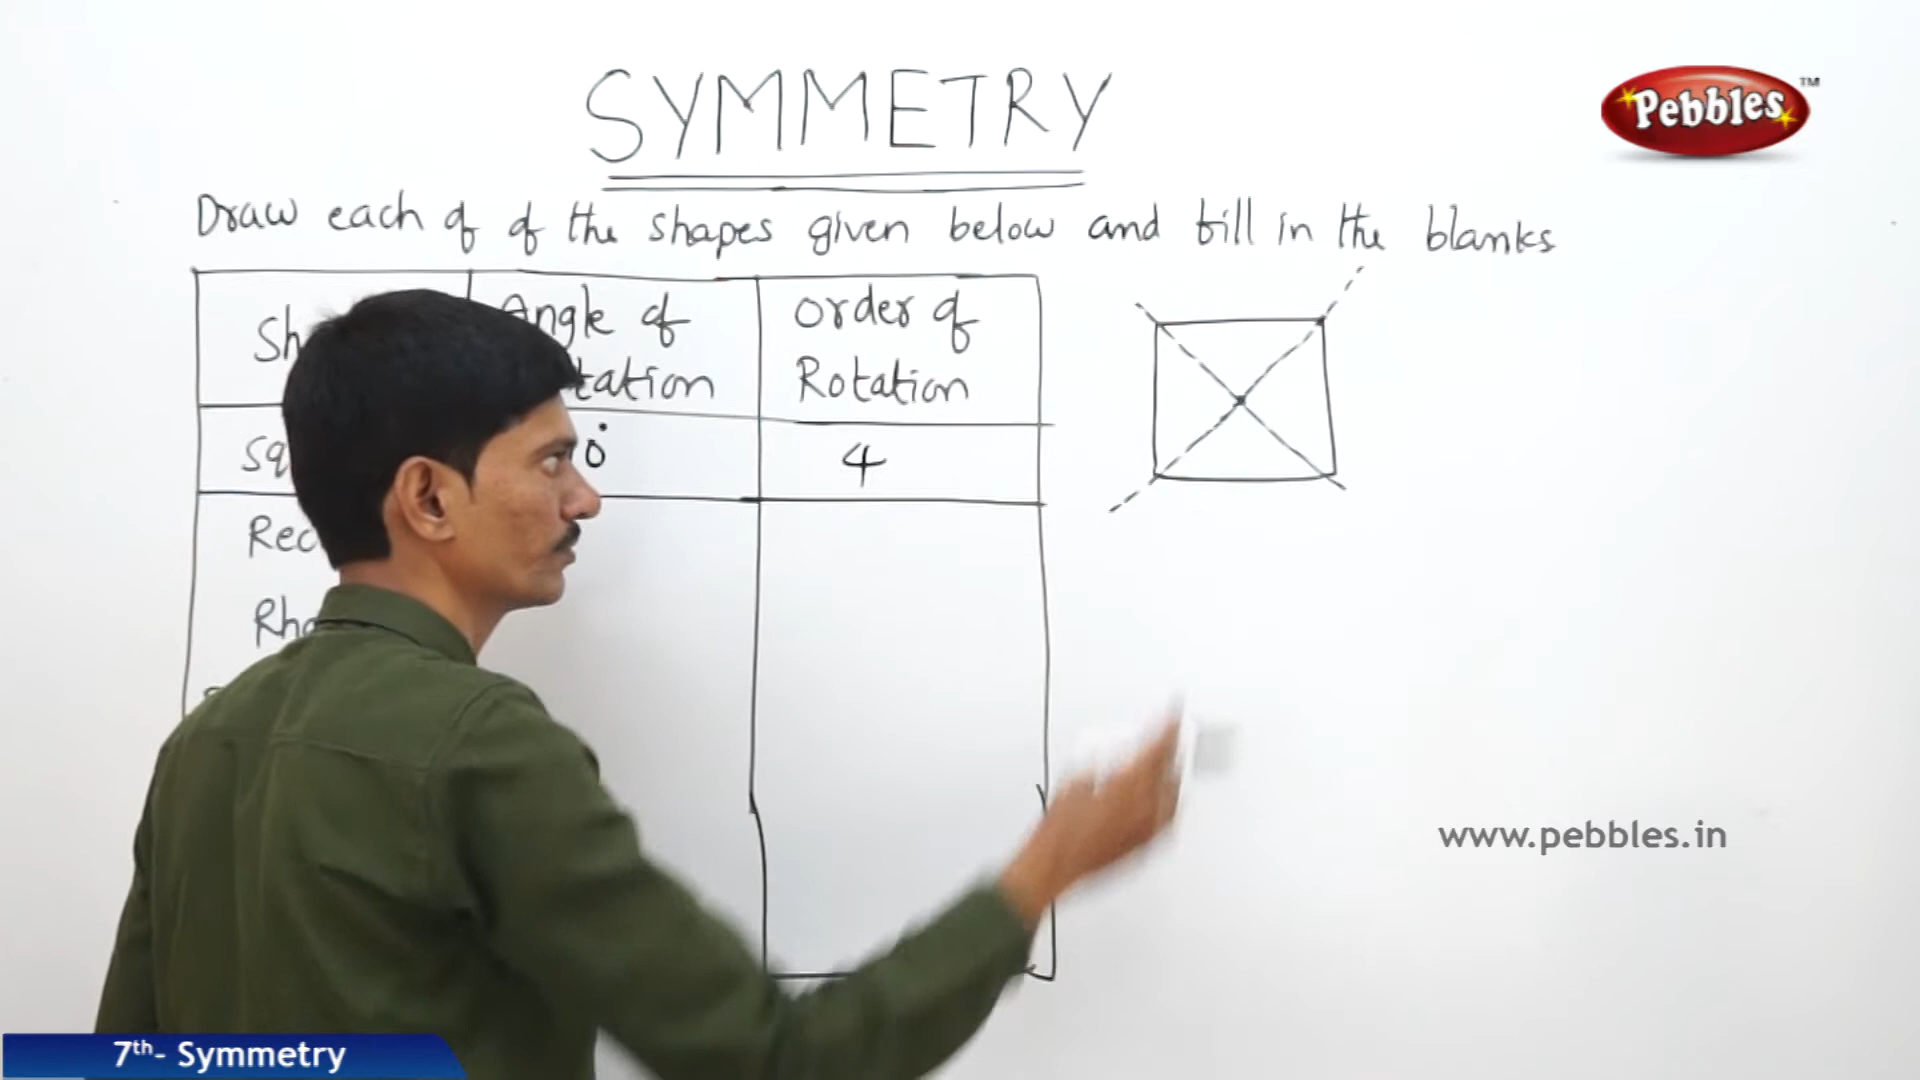 SYMMETRY
Pebbles™
Draw each of of the shapes given below and fill in the blanks
Angle of
Order of
Rotation
4
www.pebbles.in
7th- Symmetry